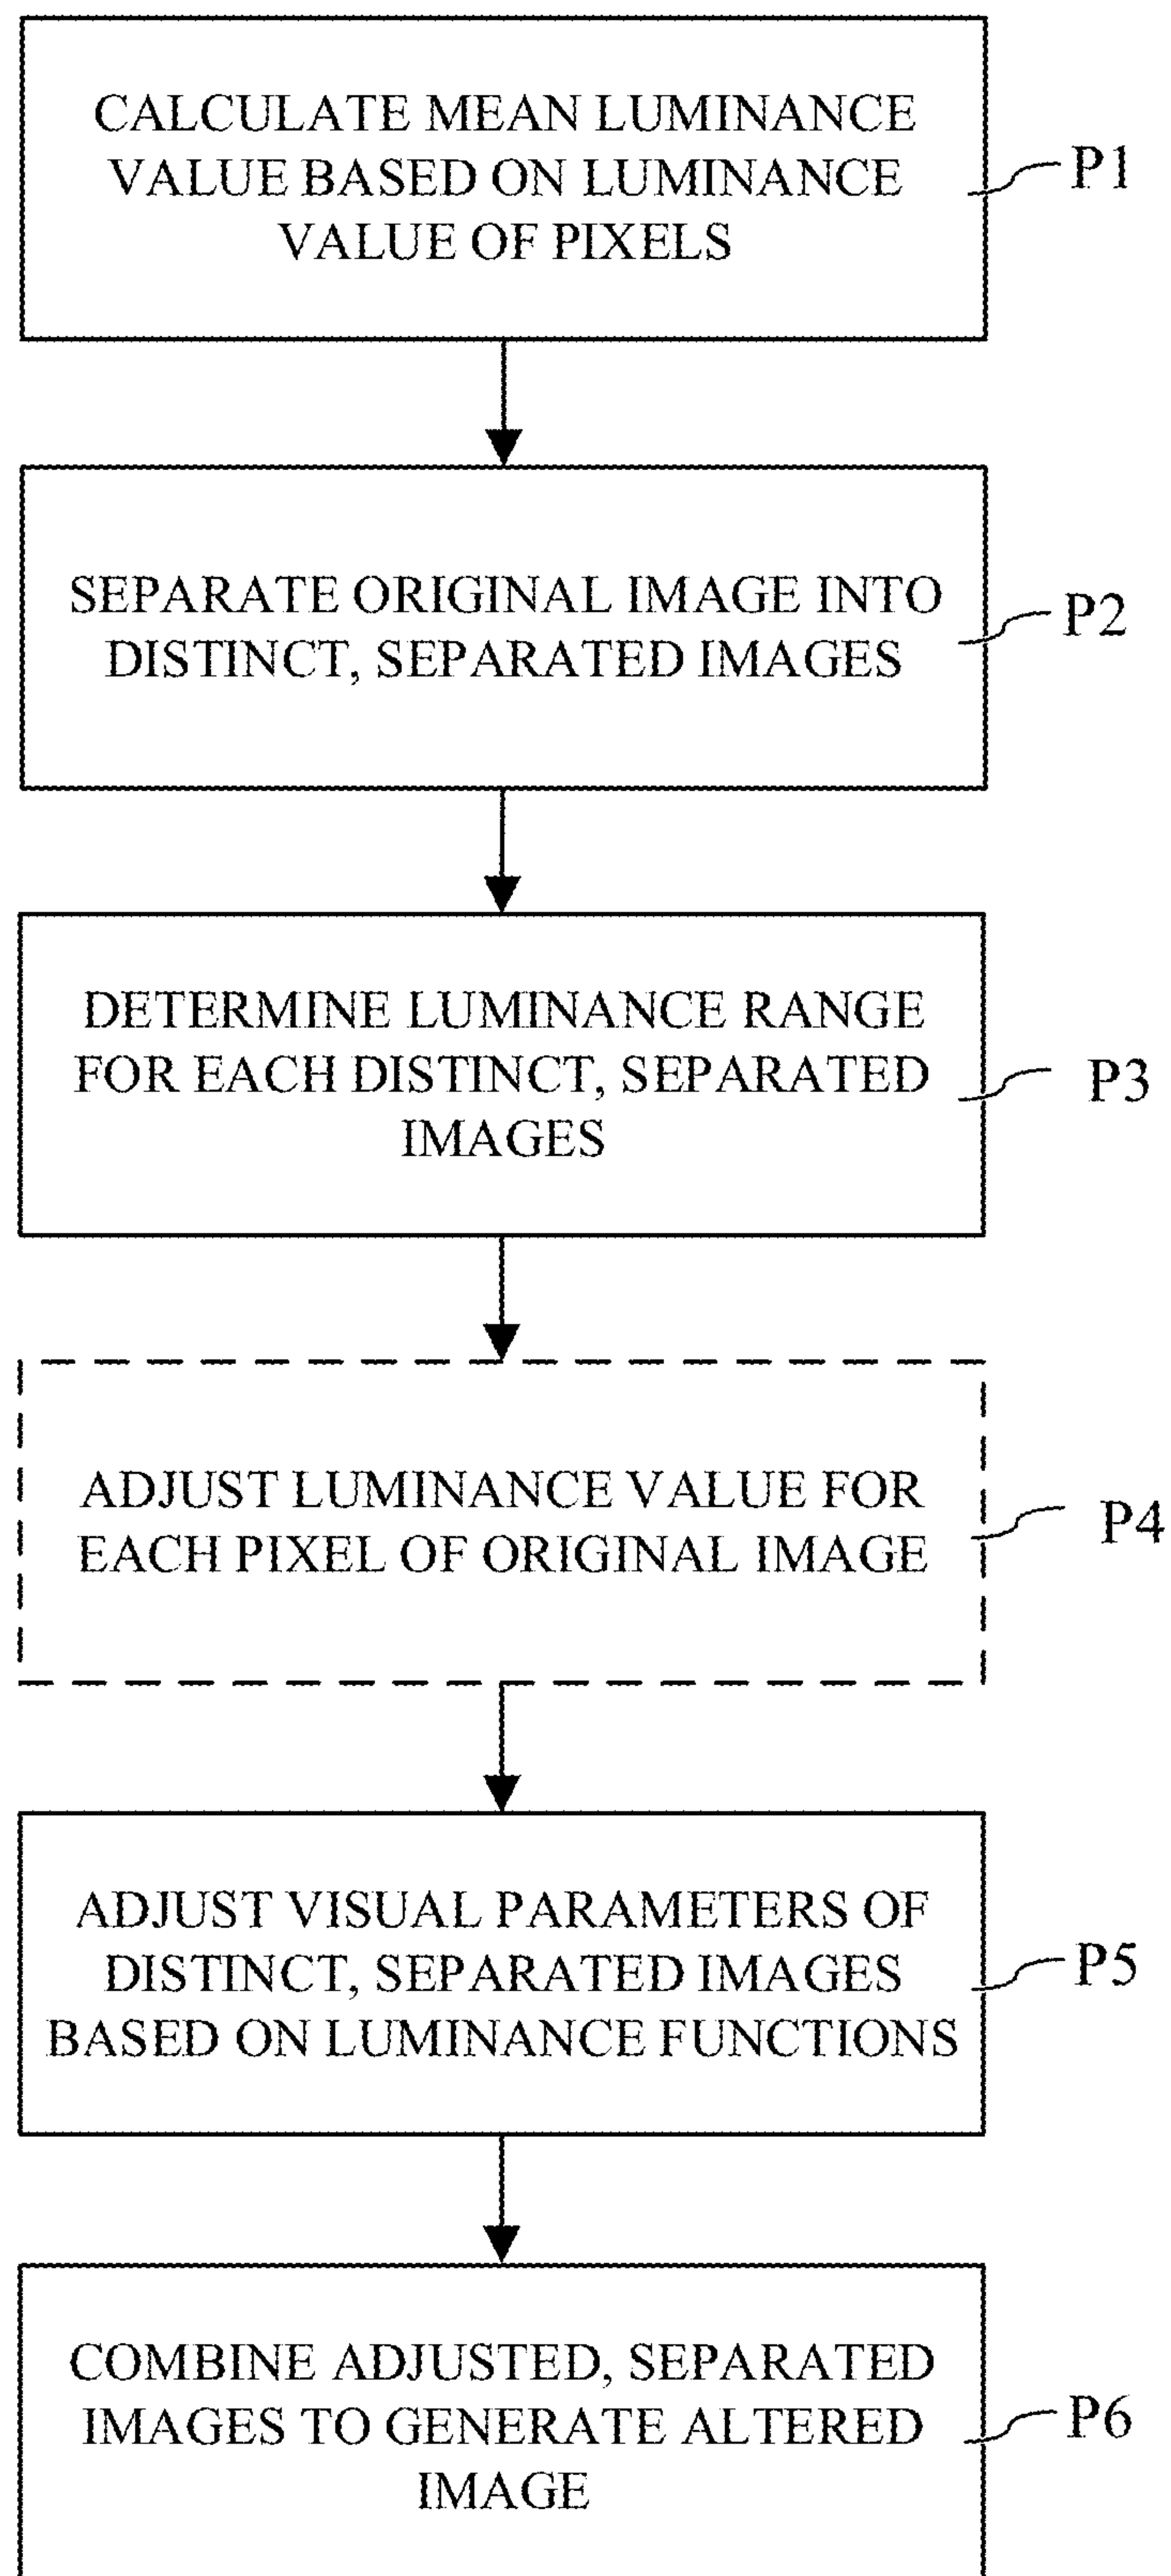 CALCULATE MEAN LUMINANCE
VALUE BASED ON LUMINANCE
VALUE OF PIXELS
P1
SEPARATE ORIGINAL IMAGE INTO
DISTINCT, SEPARATED IMAGES
P2
DETERMINE LUMINANCE RANGE
FOR EACH DISTINCT, SEPARATED
IMAGES
P3
ADJUST LUMINANCE VALUE FOR
EACH PIXEL OF ORIGINAL IMAGE
P4
ADJUST VISUAL PARAMETERS OF
DISTINCT, SEPARATED IMAGES
BASED ON LUMINANCE FUNCTIONS
P5
COMBINE ADJUSTED, SEPARATED
IMAGES TO GENERATE ALTERED
IMAGE
P6